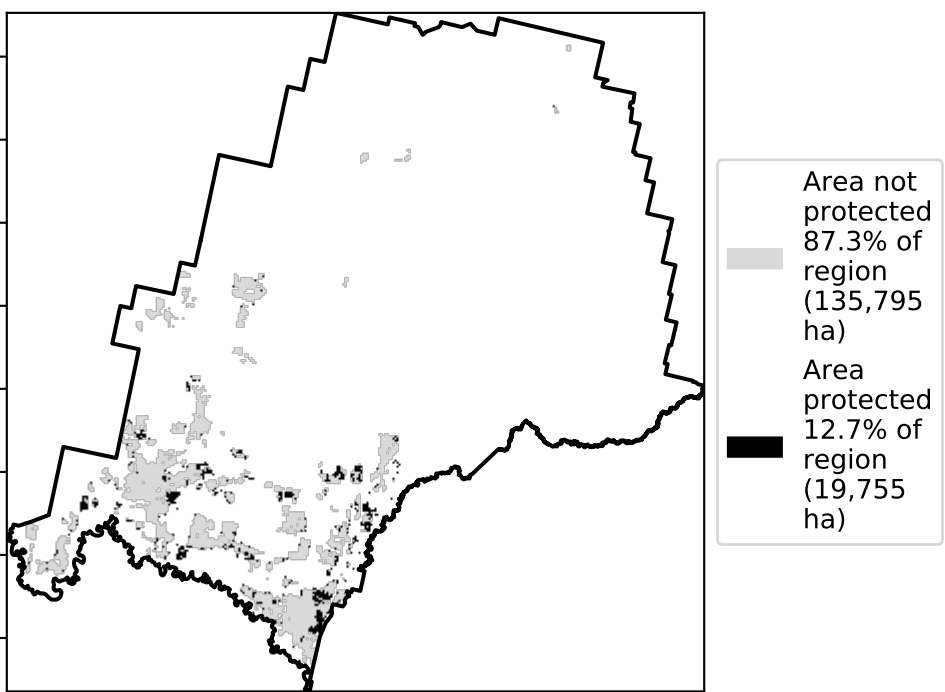 Area not
protected
87.3% of
region
(135,795
ha)
Area
protected
12.7% of
region
(19,755
ha)